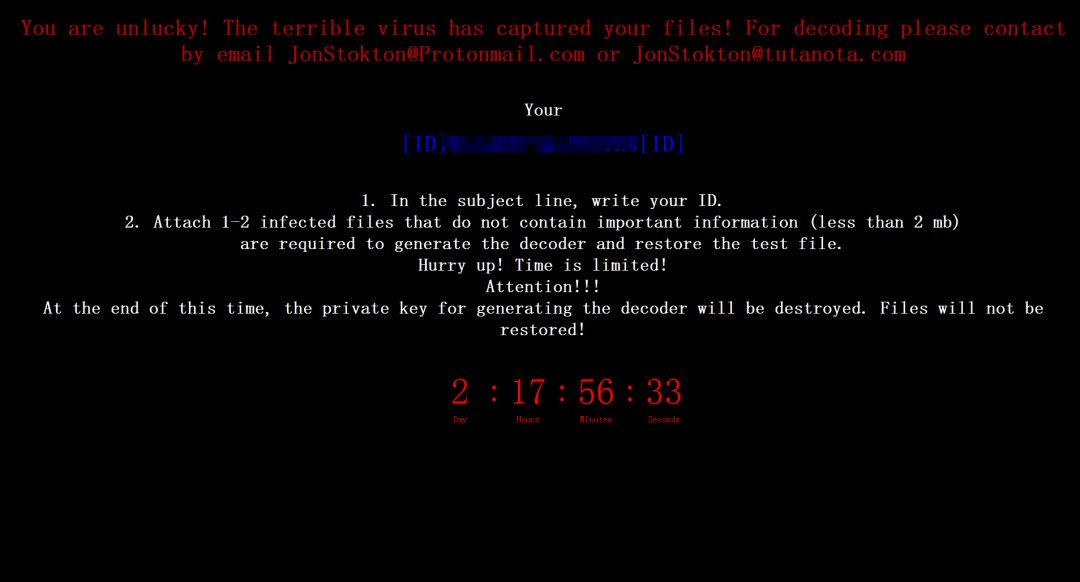 You are unlucky! The terrible virus has captured your files! For decoding please contact
by email JonStokton@Protonmail.com or JonStokton@tutanota.com
Your
[ID] [ID]
1. In the subject line, write your ID.
2. Attach 1-2 infected files that do not contain important information (less than 2 mb)
are required to generate the decoder and restore the test file.
Hurry up! Time is limited!
Attention!!!
At the end of this time, the private key for generating the decoder will be destroyed. Files will not be
restored!
2 : 17 : 56 : 33
Day Hours Minutes Seconds